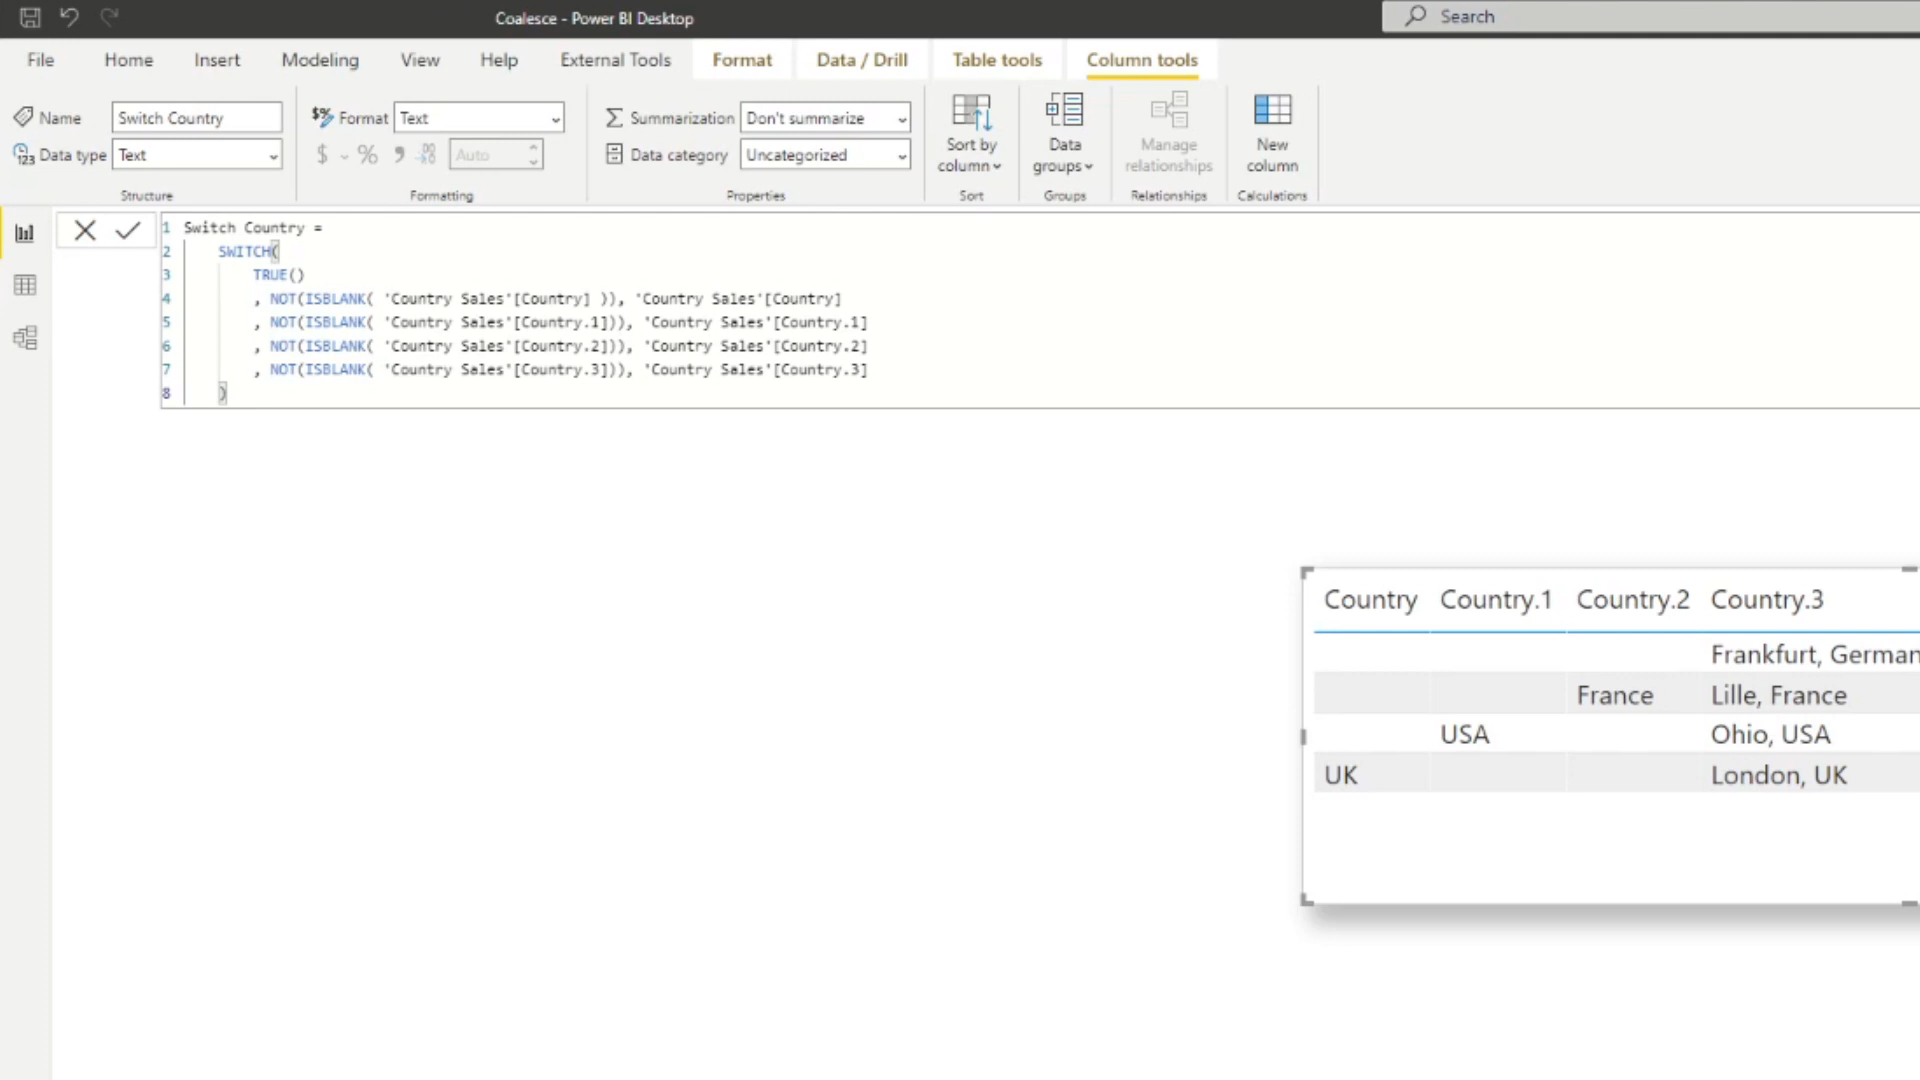 Coalesce - Power BI Desktop
Search
File Home Insert Modeling View Help External Tools Format Data / Drill Table tools Column tools
Name Switch Country
$% Format Text
Summarization Don't summarize
Data type Text
$ % 9 Auto
Data category Uncategorized
Sort by column
Data groups
Manage relationships
New column
Structure Formatting Properties Sort Groups Relationships Calculations
1 Switch Country =
2 SWITCH(
3 TRUE()
4 , NOT(ISBLANK( 'Country Sales'[Country] )), 'Country Sales'[Country]
5 , NOT(ISBLANK( 'Country Sales'[Country.1])), 'Country Sales'[Country.1]
6 , NOT(ISBLANK( 'Country Sales'[Country.2])), 'Country Sales'[Country.2]
7 , NOT(ISBLANK( 'Country Sales'[Country.3])), 'Country Sales'[Country.3]
8 )
Country Country.1 Country.2 Country.3
Frankfurt, German
France Lille, France
USA Ohio, USA
UK London, UK